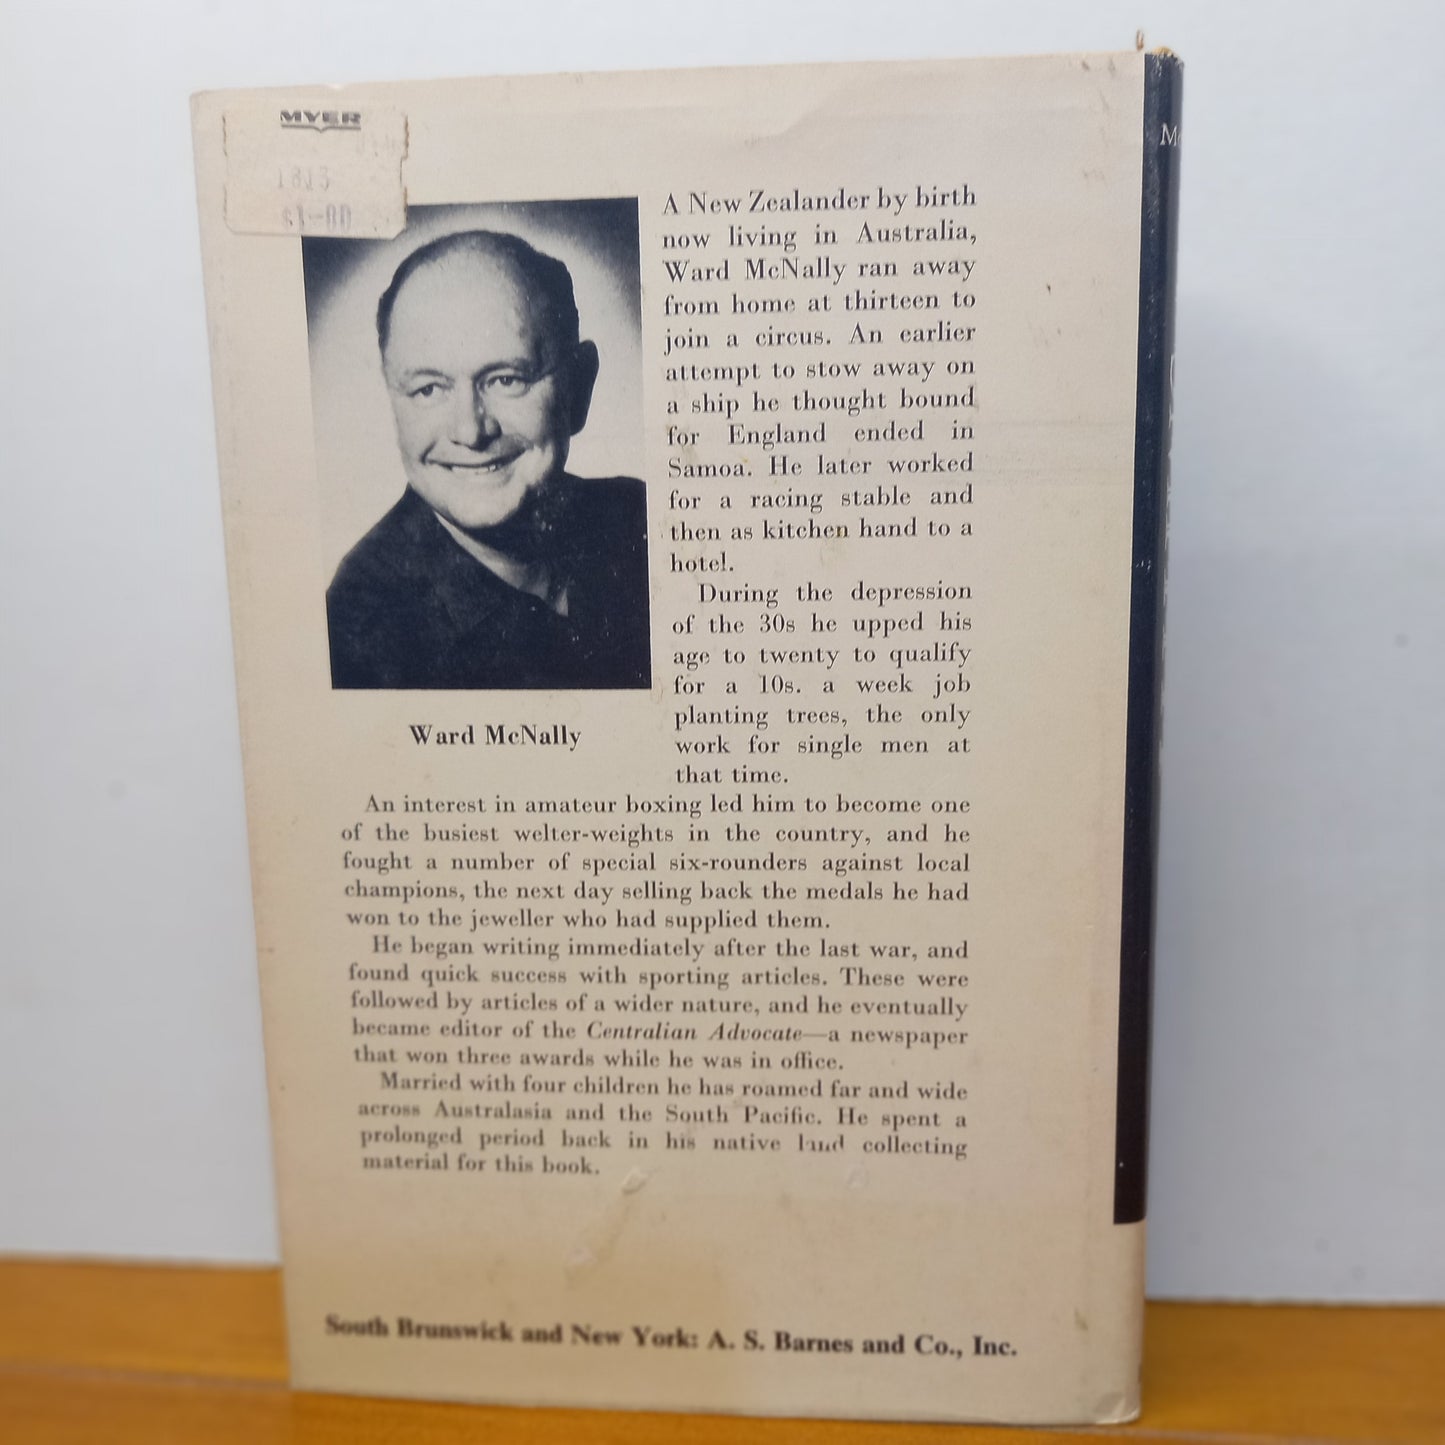 MYER
1813
$1-00
M
A New Zealander by birth
now living in Australia,
Ward McNally ran away
from home at thirteen to
join a circus. An earlier
attempt to stow away on
a ship he thought bound
for England ended in
Samoa. He later worked
for a racing stable and
then as kitchen hand to a
hotel.
During the depression
of the 30s he upped his
age to twenty to qualify
for a 10s. a week job
planting trees, the only
work for single men at
that time.
Ward McNally
An interest in amateur boxing led him to become one
of the busiest welter-weights in the country, and he
fought a number of special six-rounders against local
champions, the next day selling back the medals he had
won to the jeweller who had supplied them.
He began writing immediately after the last war, and
found quick success with sporting articles. These were
followed by articles of a wider nature, and he eventually
became editor of the Centralian Advocate—a newspaper
that won three awards while he was in office.
Married with four children he has roamed far and wide
across Australasia and the South Pacific. He spent a
prolonged period back in his native land collecting
material for this book.
South Brunswick and New York: A. S. Barnes and Co., Inc.